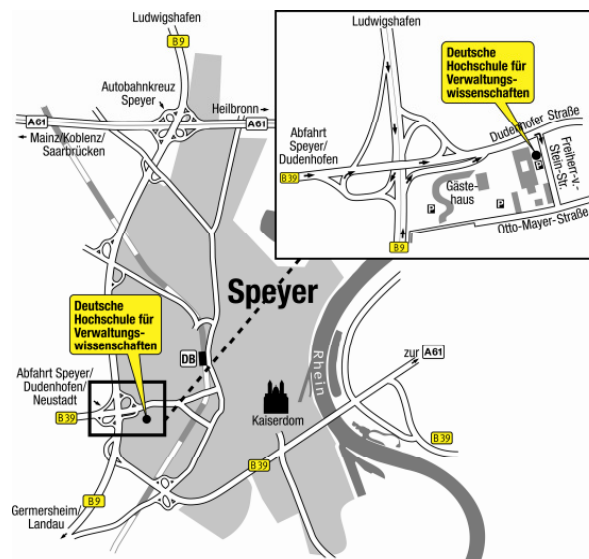 Ludwigshafen
B9
Autobahnkreuz
Speyer
Heilbronn
A61
A61
Mainz/Koblenz/
Saarbrücken
Ludwigshafen
Deutsche
Hochschule für
Verwaltungs-
wissenschaften
Abfahrt
Speyer/
Dudenhofen
B39
Dudenhofer Straße
Freiherr-v.-
Stein-Str.
Gäste-
haus
P
P
P
Otto-Mayer-Straße
B9
Speyer
Deutsche
Hochschule für
Verwaltungs-
wissenschaften
DB
Rhein
zur A61
Abfahrt Speyer/
Dudenhofen/
Neustadt
B39
Kaiserdom
B39
B39
B9
Germersheim/
Landau